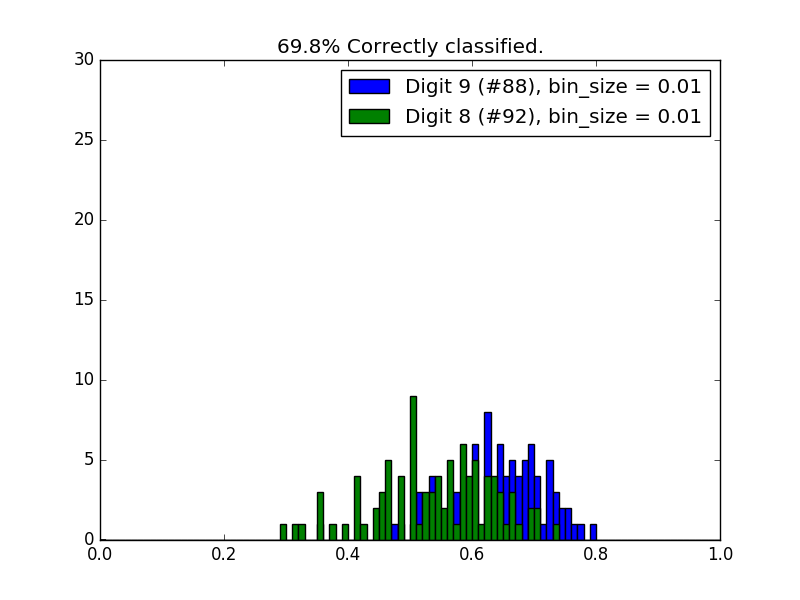 69.8% Correctly classified.
30
Digit 9 (#88), bin_size = 0.01
Digit 8 (#92), bin_size = 0.01
25
20
15
10
5
0
0.0 0.2 0.4 0.6 0.8 1.0